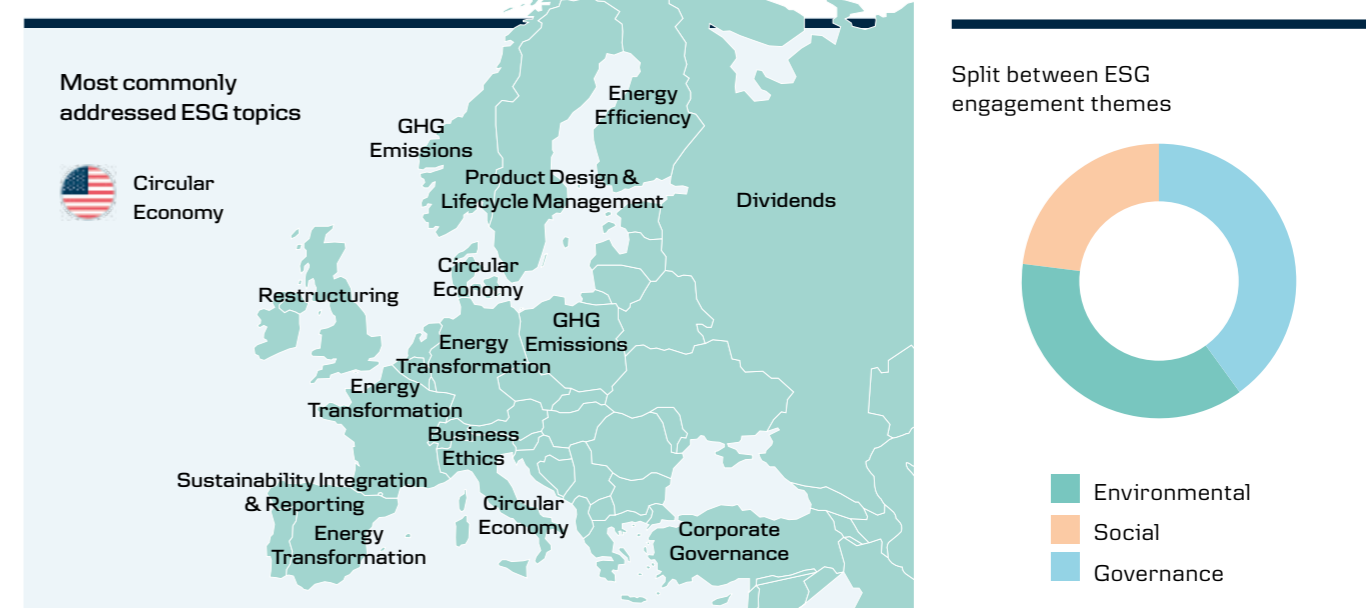 Most commonly
addressed ESG topics
Circular
Economy
Energy
Efficiency
GHG
Emissions
Product Design &
Lifecycle Management
Dividends
Circular
Economy
Restructuring
GHG
Emissions
Energy
Transformation
Energy
Transformation
Business
Ethics
Sustainability Integration
& Reporting
Circular
Economy
Energy
Transformation
Corporate
Governance
Split between ESG
engagement themes
Environmental
Social
Governance